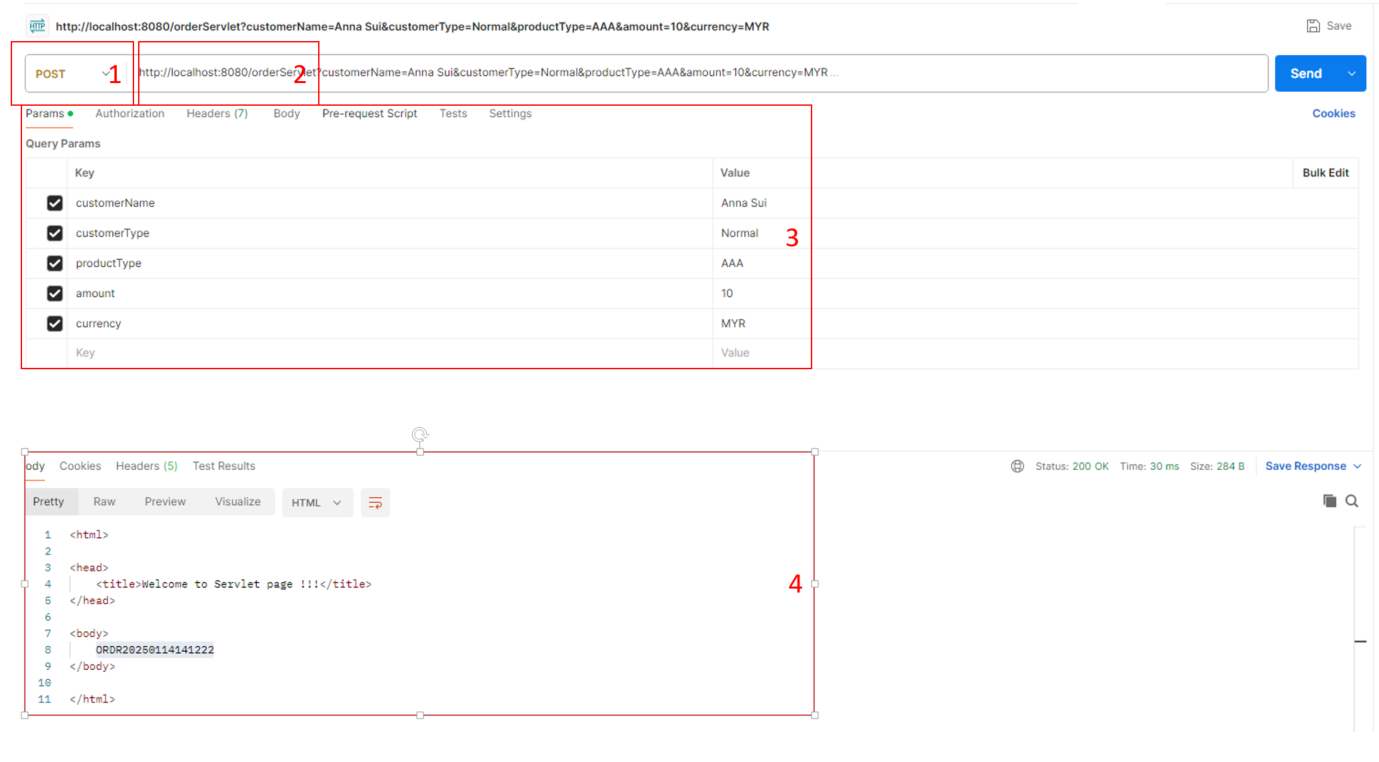 HTTP http://localhost:8080/orderServlet?customerName=Anna Sui&customerType=Normal&productType=AAA&amount=10&currency=MYR Save
POST 1 http://localhost:8080/orderServlet?customerName=Anna Sui&customerType=Normal&productType=AAA&amount=10&currency=MYR ... 2 Send
Params Authorization Headers (7) Body Pre-request Script Tests Settings Cookies
Query Params
Key Value Bulk Edit
customerName Anna Sui
customerType Normal 3
productType AAA
amount 10
currency MYR
Key Value
ody Cookies Headers (5) Test Results Status: 200 OK Time: 30 ms Size: 284 B Save Response
Pretty Raw Preview Visualize HTML
1 <html>
2
3 <head>
4 <title>Welcome to Servlet page !!!</title> 4
5 </head>
6
7 <body>
8 ORDR20250114141222
9 </body>
10
11 </html>